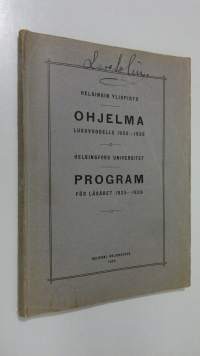 HELSINGIN YLIOPISTO
OHJELMA
LUKUVUODELLE 1935–1936
HELSINGFORS UNIVERSITET
PROGRAM
FÖR LÄSÅRET 1935–1936